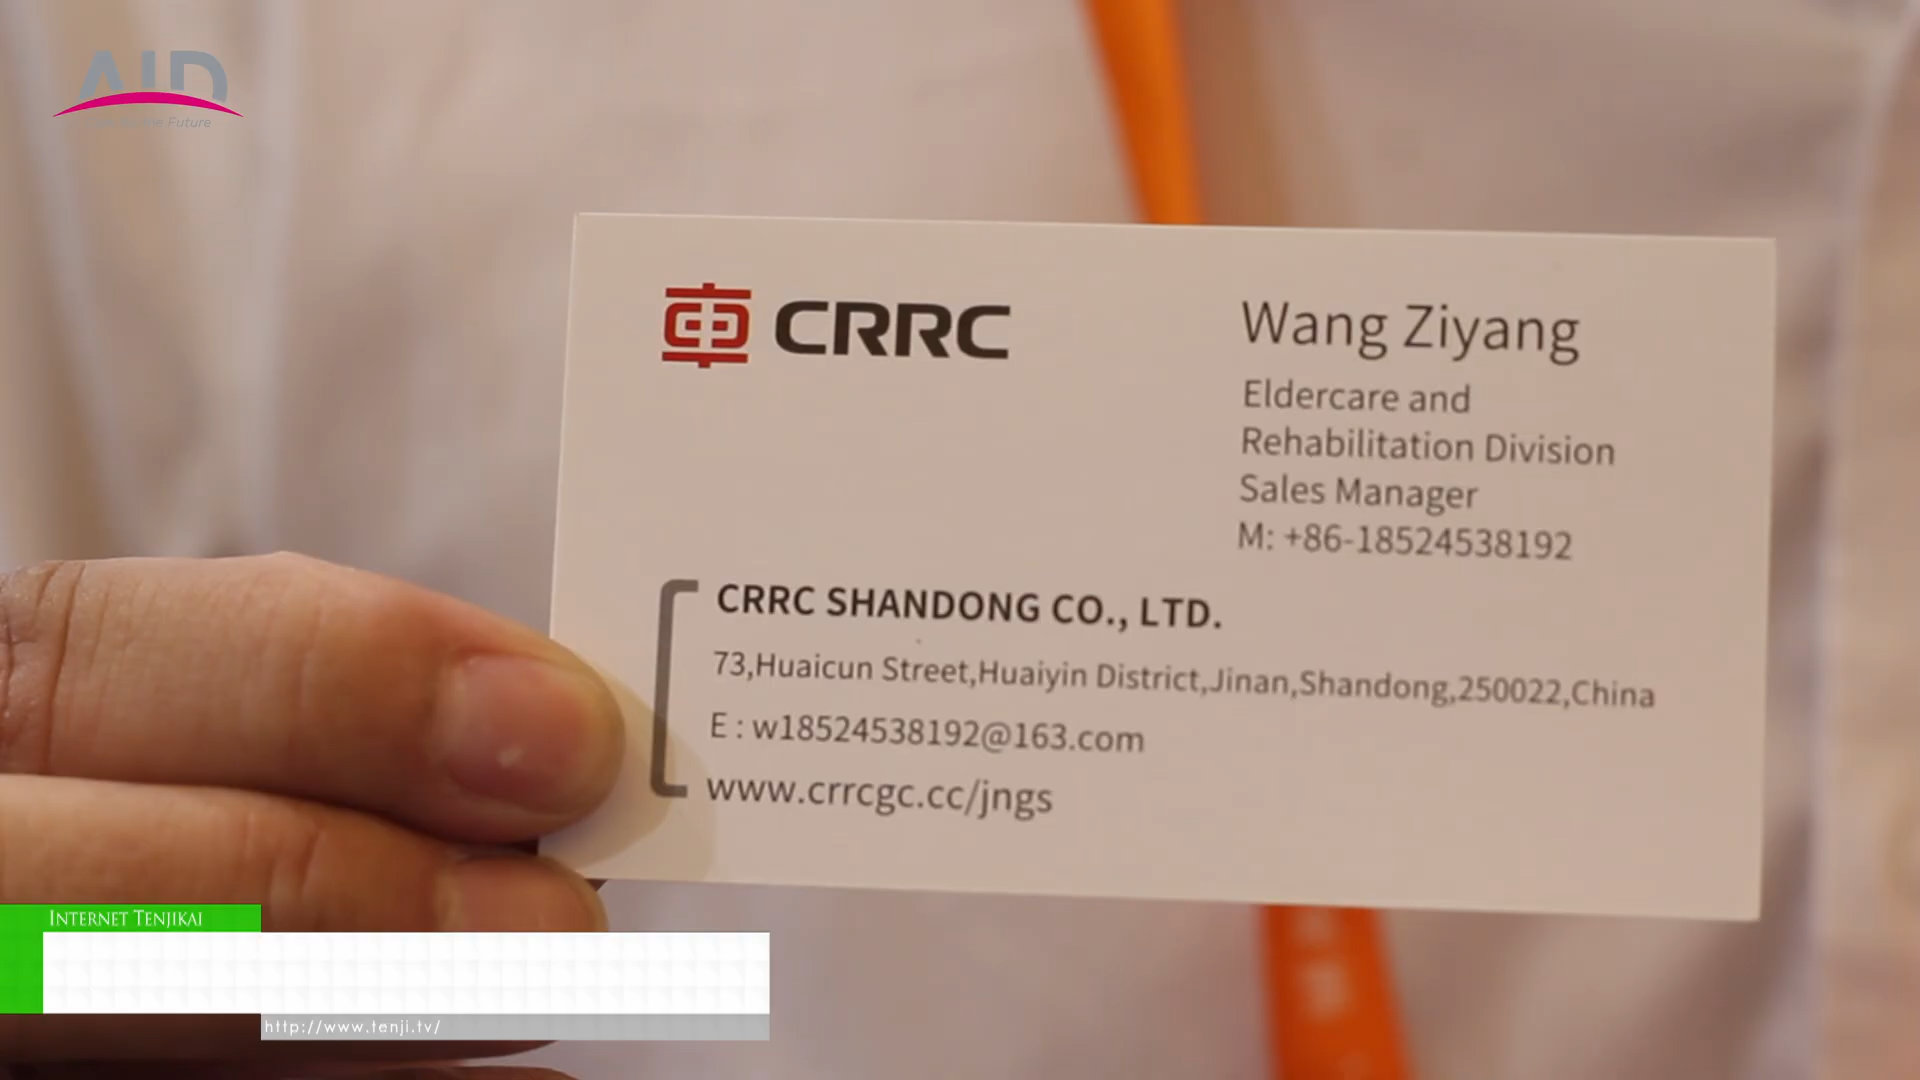 AID
the Future
CRRC
Wang Ziyang
Eldercare and
Rehabilitation Division
Sales Manager
M: +86-18524538192
CRRC SHANDONG CO., LTD.
73,Huaicun Street,Huaiyin District,Jinan,Shandong,250022,China
E : w18524538192@163.com
www.crrcgc.cc/jngs
INTERNET TENJIKAI
http://www.tenji.tv/